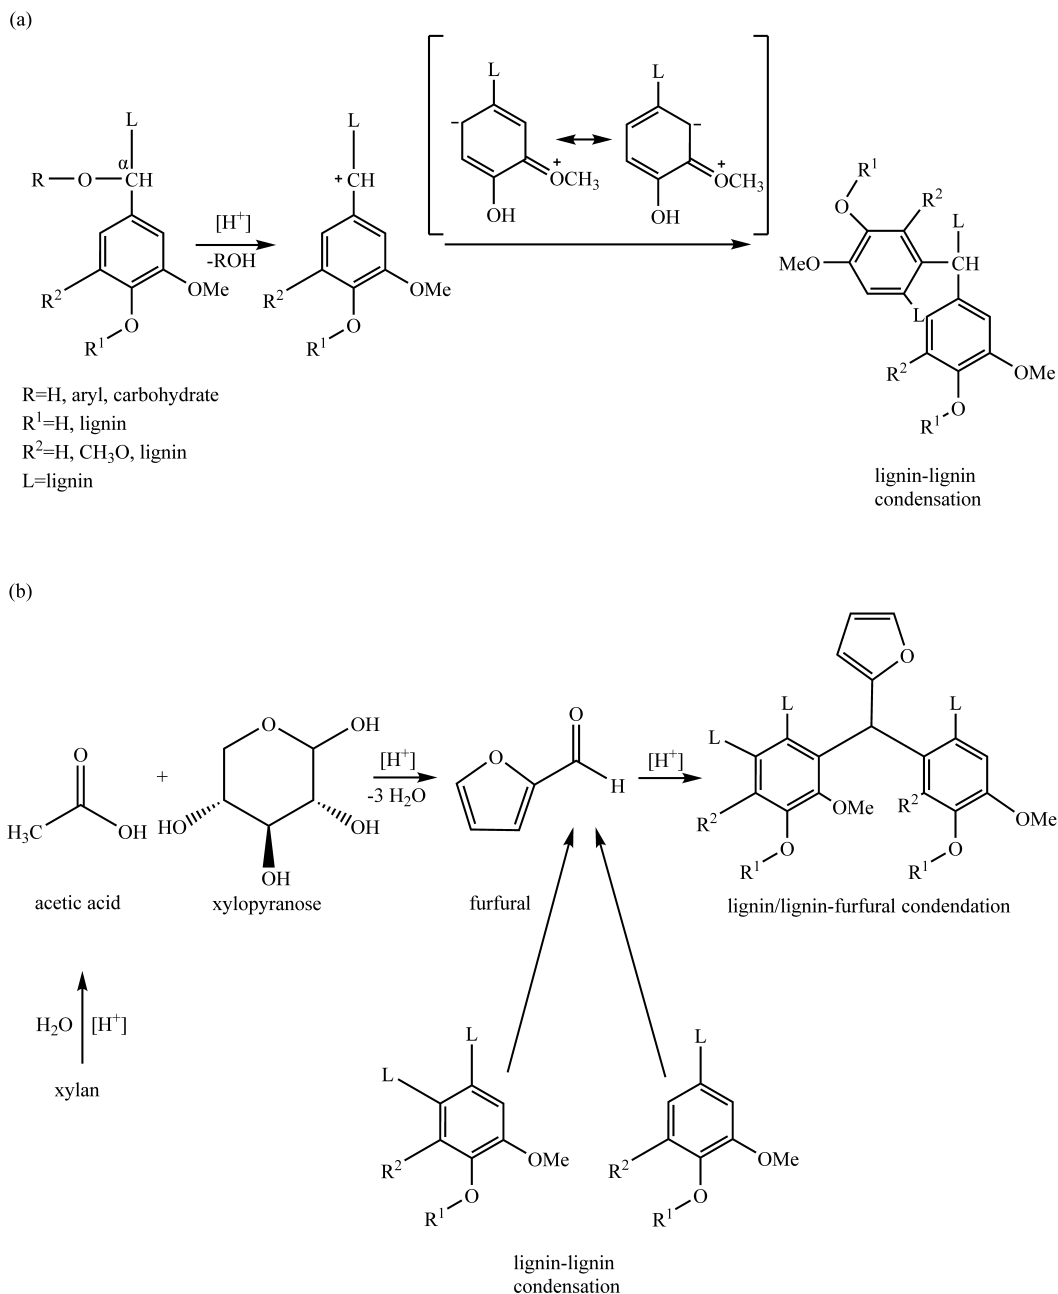 (a)
L
α
R O CH
R² OMe
O
R¹
[H⁺]
-ROH
L
+ CH
R² OMe
O
R¹
L
−
+
OCH₃
OH
L
−
+
OCH₃
OH
R¹
O R²
L
MeO CH
L
R² OMe
O
R¹
R=H, aryl, carbohydrate
R¹=H, lignin
R²=H, CH₃O, lignin
L=lignin
lignin-lignin
condensation
(b)
O
H₃C OH
+
O OH
HO OH
OH
[H⁺]
-3 H₂O
O
O
H
[H⁺]
O
L L
L
R² OMe R² OMe
O O
R¹ R¹
acetic acid
xylopyranose
furfural
lignin/lignin-furfural condendation
H₂O [H⁺]
xylan
L
L
R² OMe
O
R¹
L
R² OMe
O
R¹
lignin-lignin
condensation